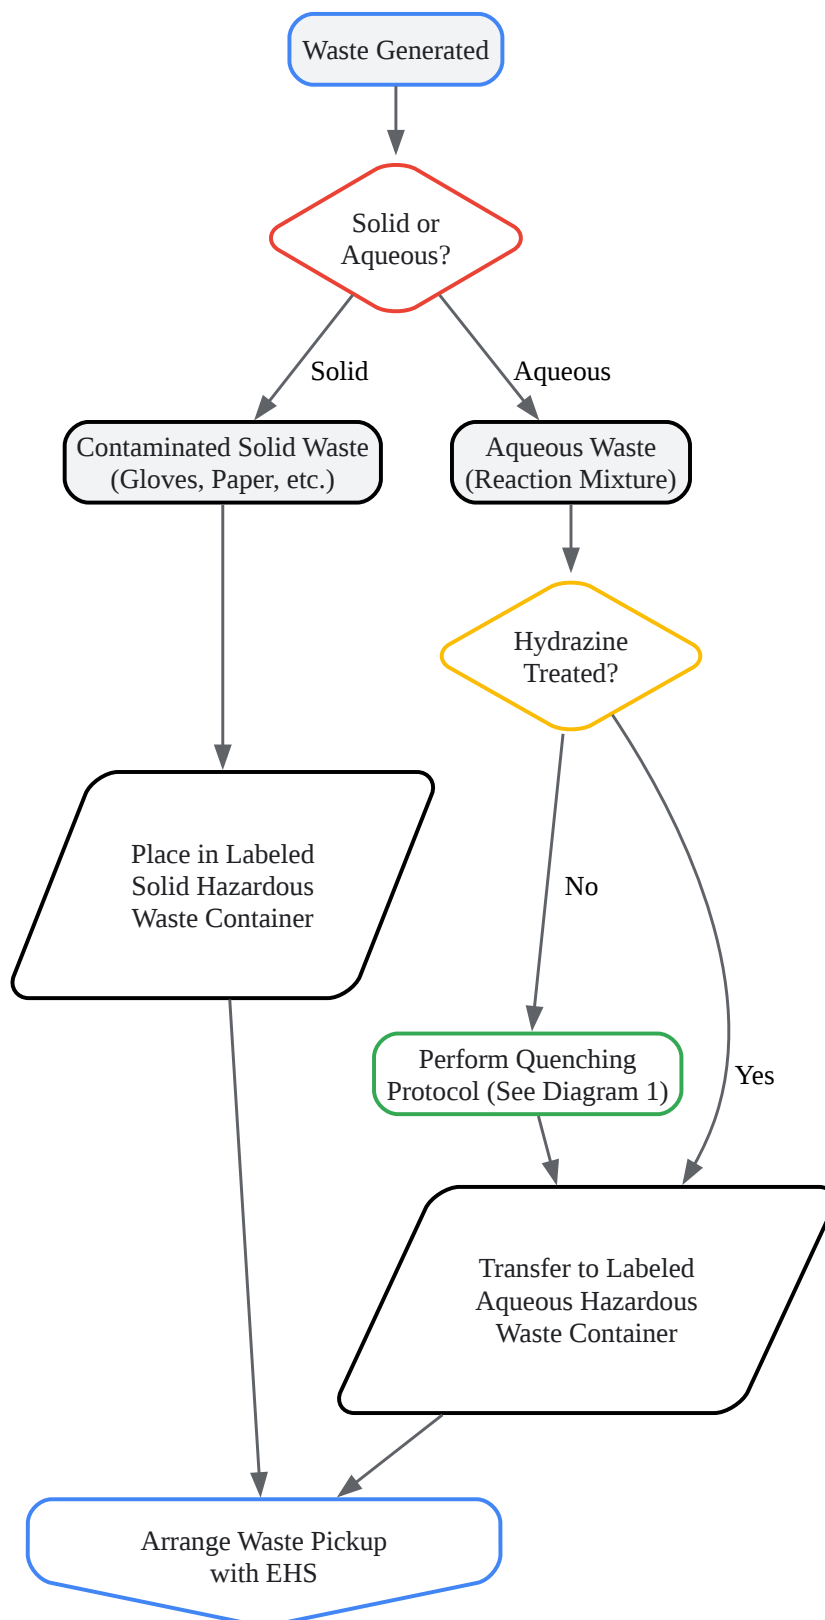 Waste Generated
Solid or
Aqueous?
Solid
Aqueous
Contaminated Solid Waste
(Gloves, Paper, etc.)
Aqueous Waste
(Reaction Mixture)
Hydrazine
Treated?
Place in Labeled
Solid Hazardous
Waste Container
No
Perform Quenching
Protocol (See Diagram 1)
Yes
Transfer to Labeled
Aqueous Hazardous
Waste Container
Arrange Waste Pickup
with EHS